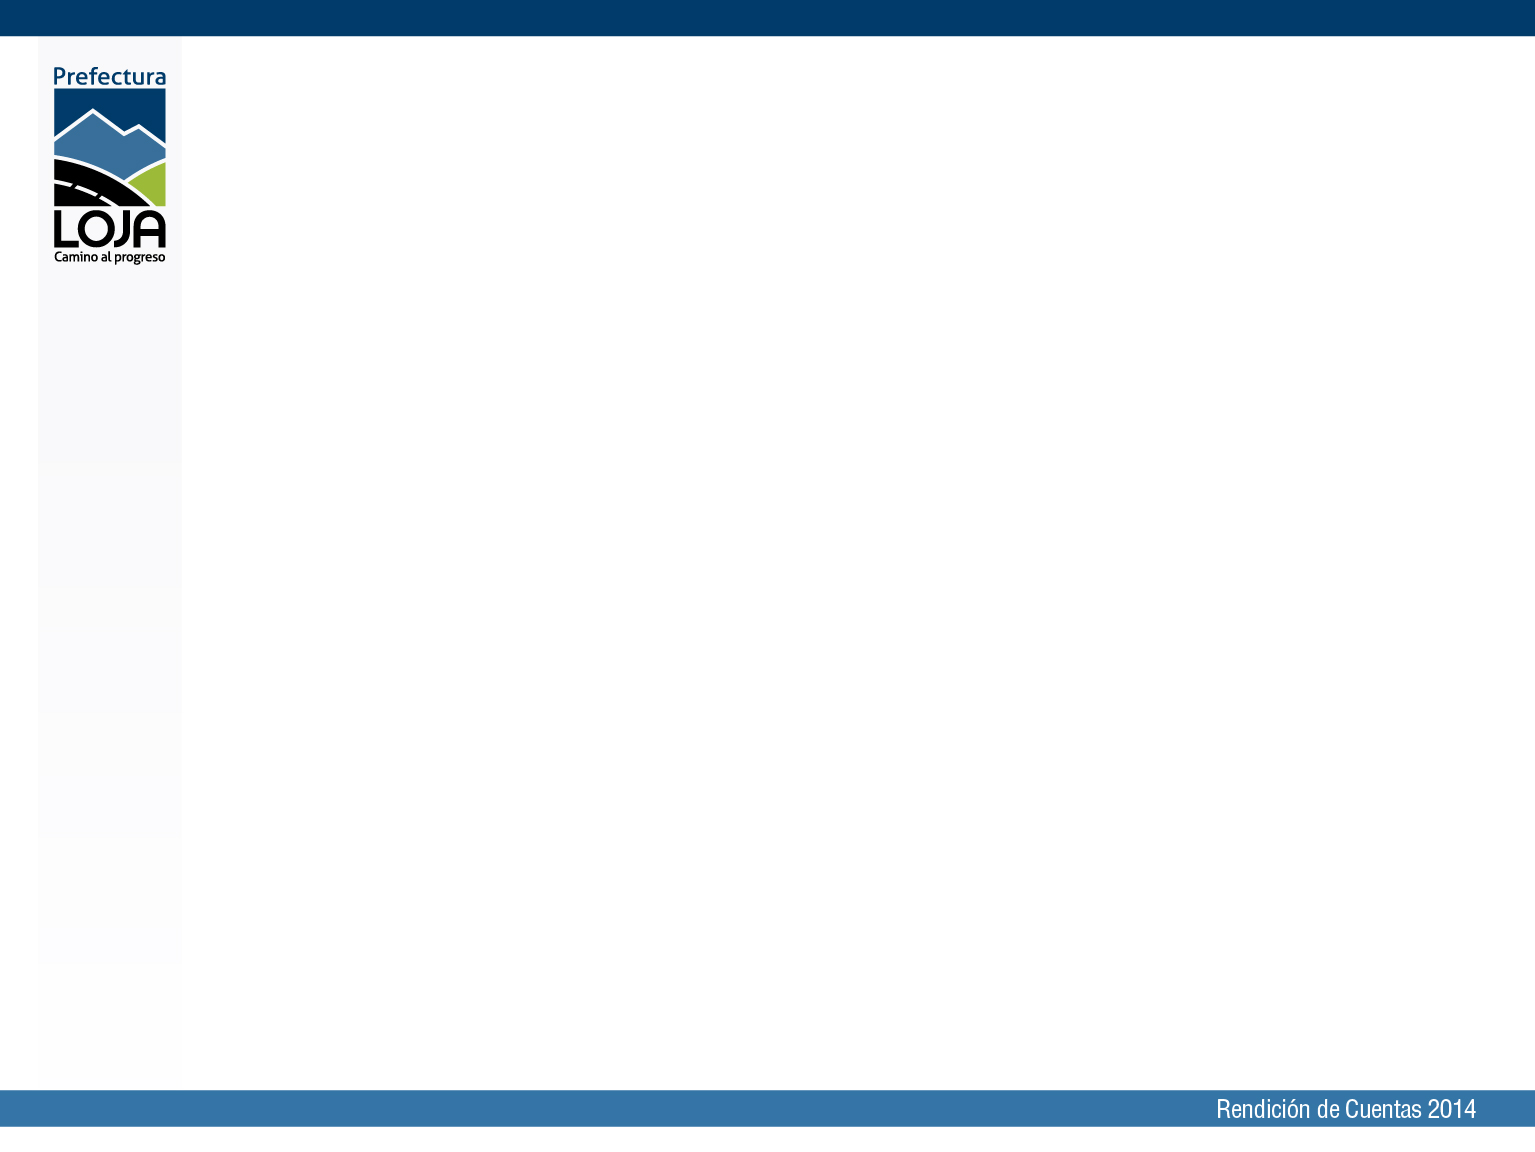 Prefectura
LOJA
Camino al progreso
Rendición de Cuentas 2014